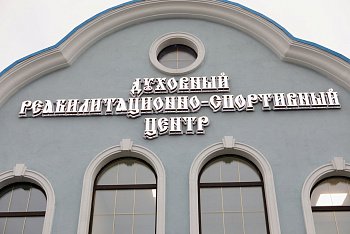 ДУХОВНЫЙ
РЕАБИЛИТАЦИОННО-СПОРТИВНЫЙ
ЦЕНТР